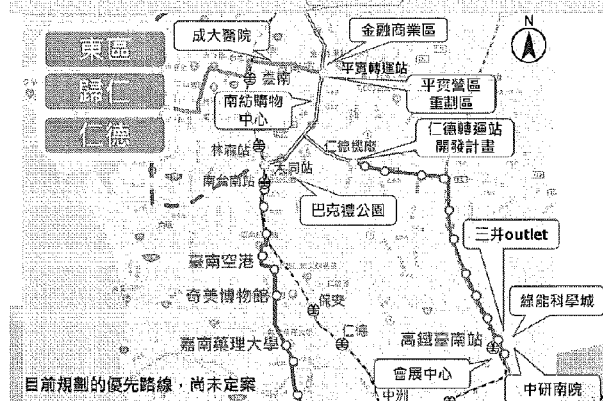 東區
歸仁
仁德
成大醫院
金融商業區
N
平實轉運站
臺南
平實營區
重劃區
南紡購物
中心
仁德轉運站
開發計畫
林森站
仁德機廠
大同站
南台南站
巴克禮公園
三井outlet
臺南空港
綠能科學城
奇美博物館
保安
仁德
高鐵臺南站
嘉南藥理大學
會展中心
目前規劃的優先路線，尚未定案
中洲
中研南院